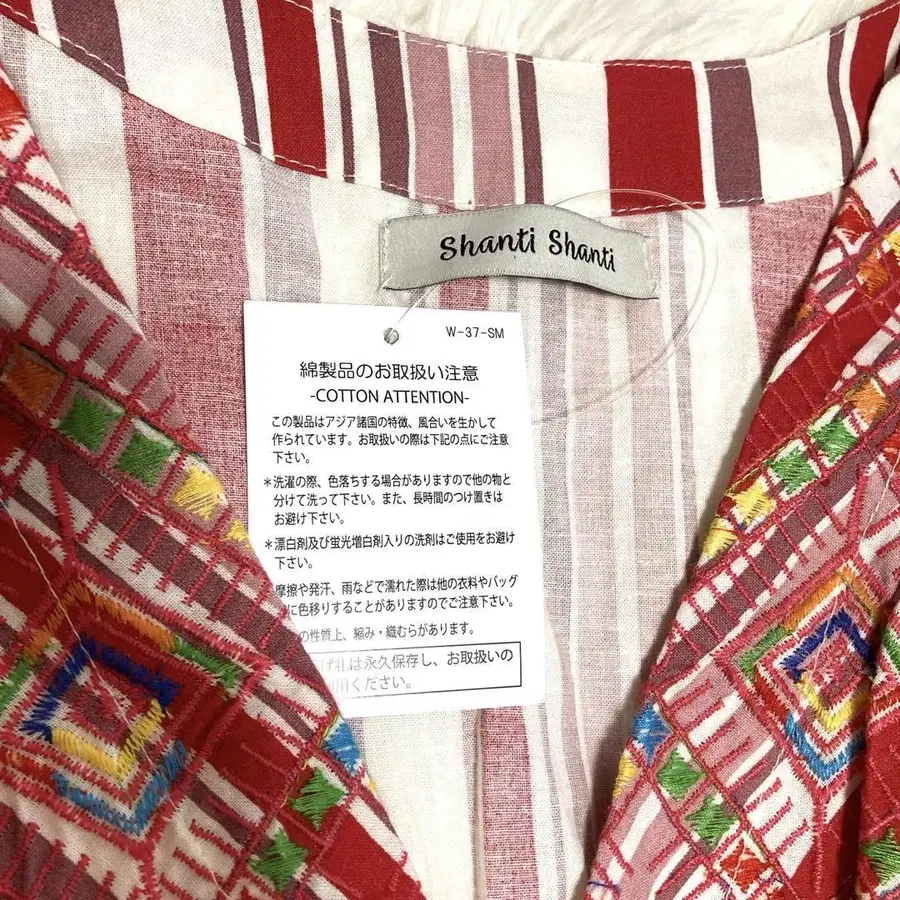 Shanti Shanti
W-37-SM
綿製品のお取扱い注意
-COTTON ATTENTION-
この製品はアジア諸国の特徴、風合いを生かして
作られています。お取扱いの際は下記の点にご注意
下さい。
*洗濯の際、色落ちする場合がありますので他の物と
分けて洗って下さい。また、長時間のつけ置きは
お避け下さい。
*漂白剤及び蛍光増白剤入りの洗剤はご使用をお避け
下さい。
摩擦や発汗、雨などで濡れた際は他の衣料やバッグ
に色移りすることがありますのでご注意下さい。
の性質上、縮み・織むらがあります。
げ札は永久保存し、お取扱いの
用ください。